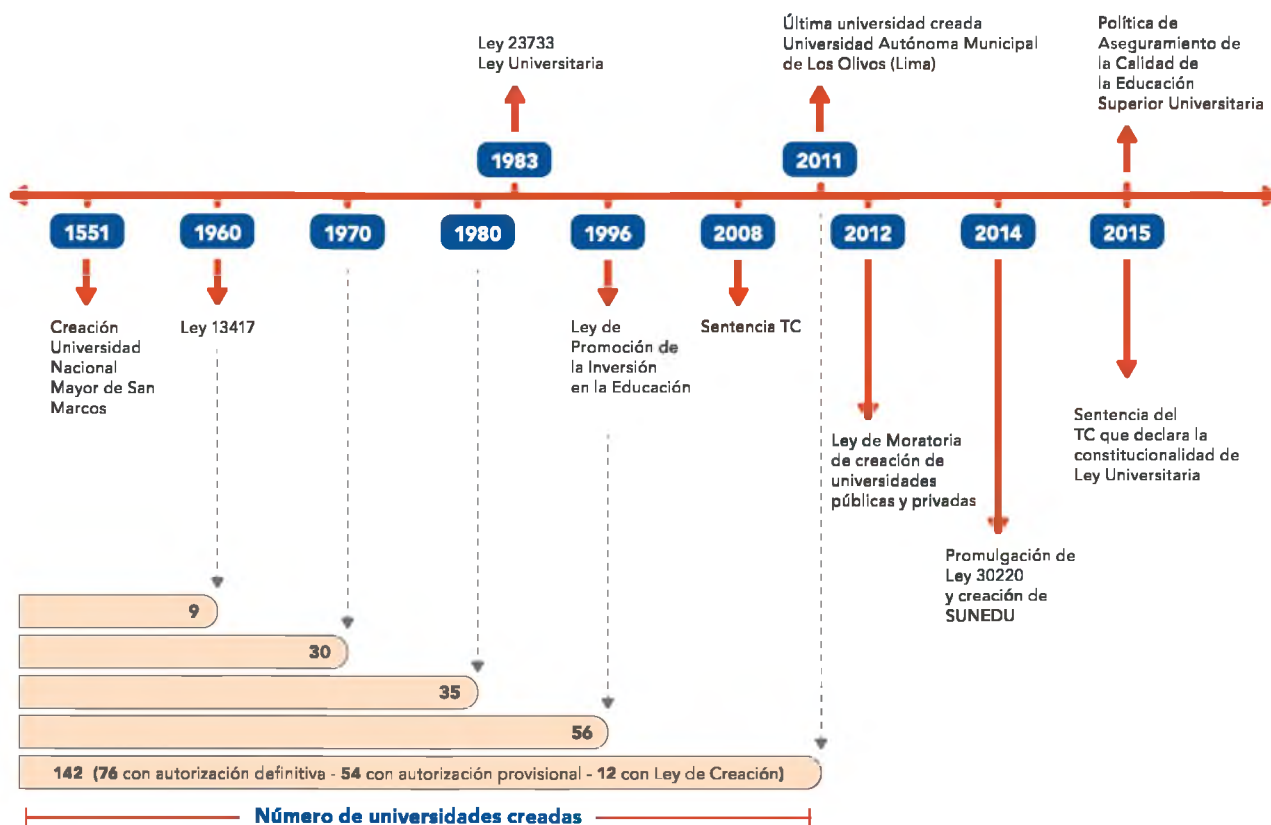 Ley 23733
Ley Universitaria
Última universidad creada
Universidad Autónoma Municipal
de Los Olivos (Lima)
Política de
Aseguramiento de
la Calidad de
la Educación
Superior Universitaria
1983
2011
1551
1960
1970
1980
1996
2008
2012
2014
2015
Creación
Universidad
Nacional
Mayor de San
Marcos
Ley 13417
Ley de
Promoción de
la Inversión
en la Educación
Sentencia TC
Ley de Moratoria
de creación de
universidades
públicas y privadas
Promulgación de
Ley 30220
y creación de
SUNEDU
Sentencia del
TC que declara la
constitucionalidad de
Ley Universitaria
9
30
35
56
142 (76 con autorización definitiva - 54 con autorización provisional - 12 con Ley de Creación)
Número de universidades creadas